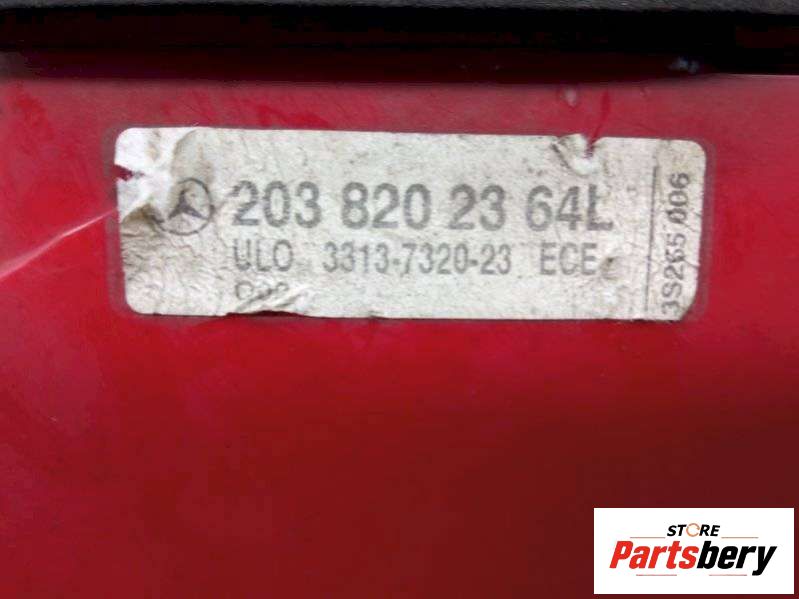 203 820 23 64L
ULO 3313-7320-23 ECE
3S265 006
STORE
Partsbery